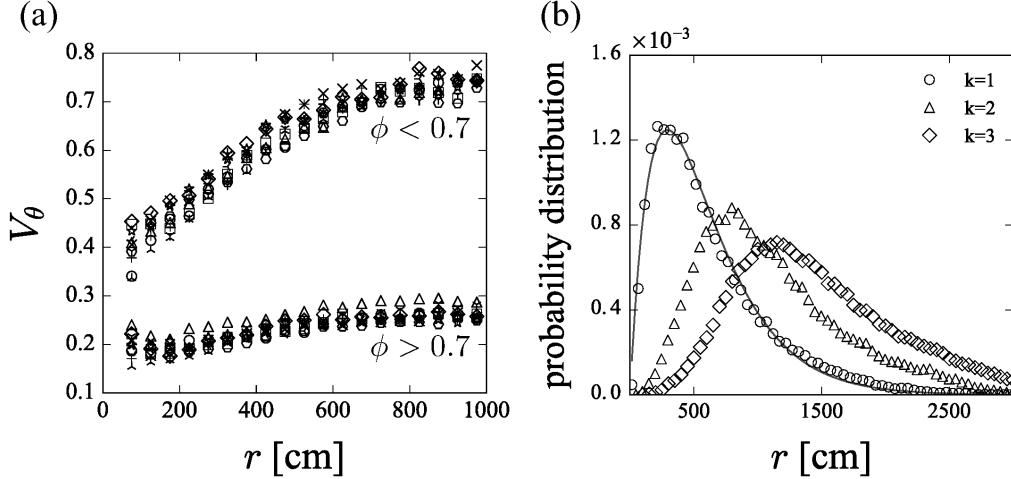 (a)
0.8
0.7
0.6
0.5
0.4
0.3
0.2
0.1
V_θ
ϕ < 0.7
ϕ > 0.7
0 200 400 600 800 1000
r [cm]
(b)
×10⁻³
1.6
1.2
0.8
0.4
0.0
probability distribution
k=1
k=2
k=3
500 1500 2500
r [cm]